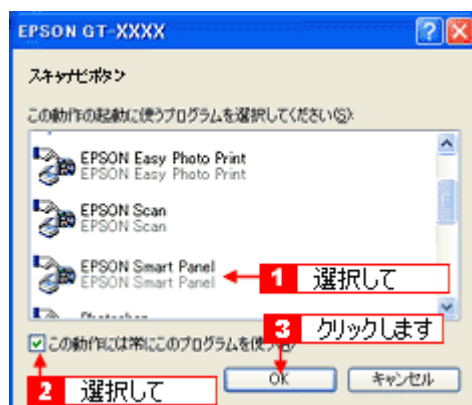 EPSON GT-XXXX
スキャナボタン
この動作の起動に使うプログラムを選択してください(S):
EPSON Easy Photo Print
EPSON Easy Photo Print
EPSON Scan
EPSON Scan
EPSON Smart Panel
EPSON Smart Panel
1 選択して
3 クリックします
この動作には常にこのプログラムを使う
2 選択して
OK
キャンセル